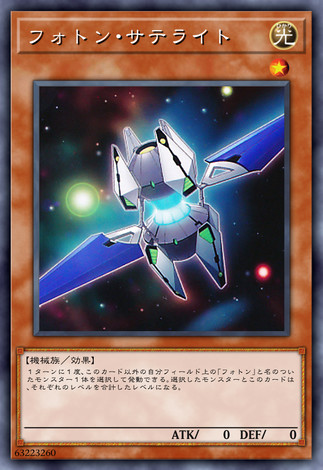 フォトン・サテライト
光
【機械族／効果】
１ターンに１度、このカード以外の自分フィールド上の「フォトン」と名のつい
たモンスター１体を選択して発動できる。選択したモンスターとこのカードは、
それぞれのレベルを合計したレベルになる。
ATK/ 0 DEF/ 0
63223260